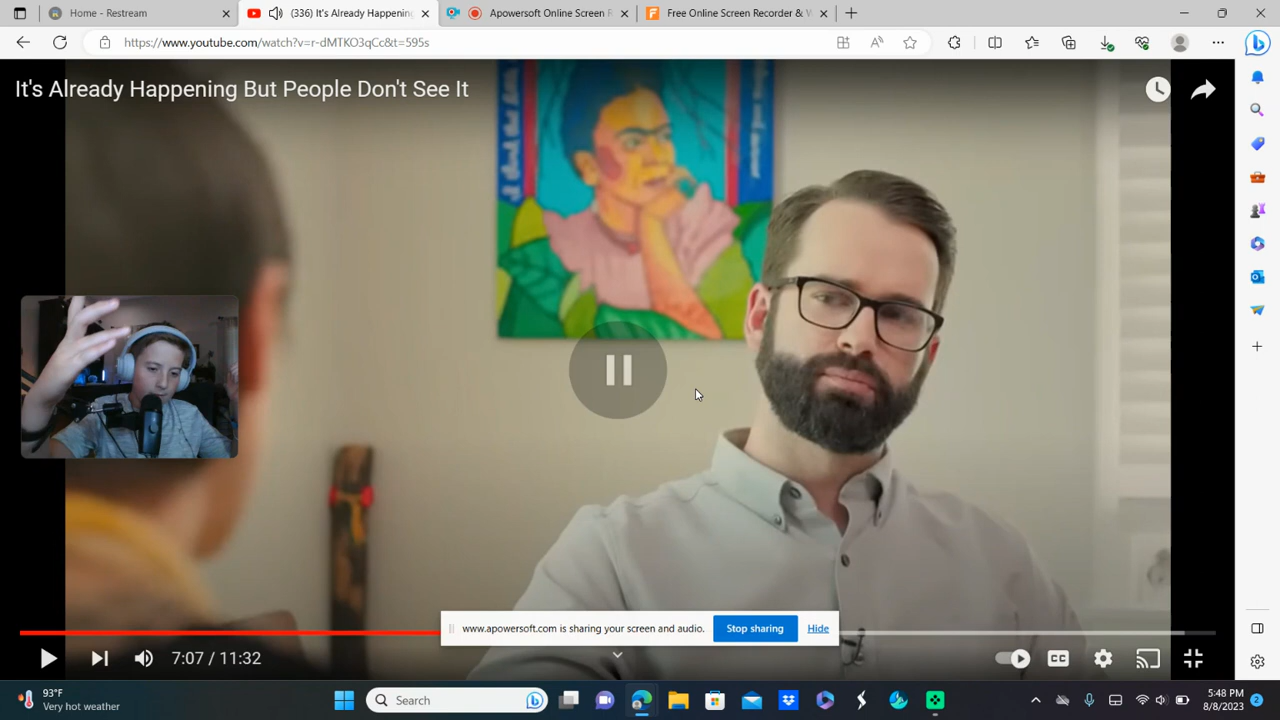 Home - Restream
(336) It's Already Happening
Apowersoft Online Screen R
Free Online Screen Recorder & W
https://www.youtube.com/watch?v=r-dMTKO3qCc&t=595s
It's Already Happening But People Don't See It
www.apowersoft.com is sharing your screen and audio.
Stop sharing
Hide
7:07 / 11:32
CC
93°F
Very hot weather
Search
5:48 PM
8/8/2023
2